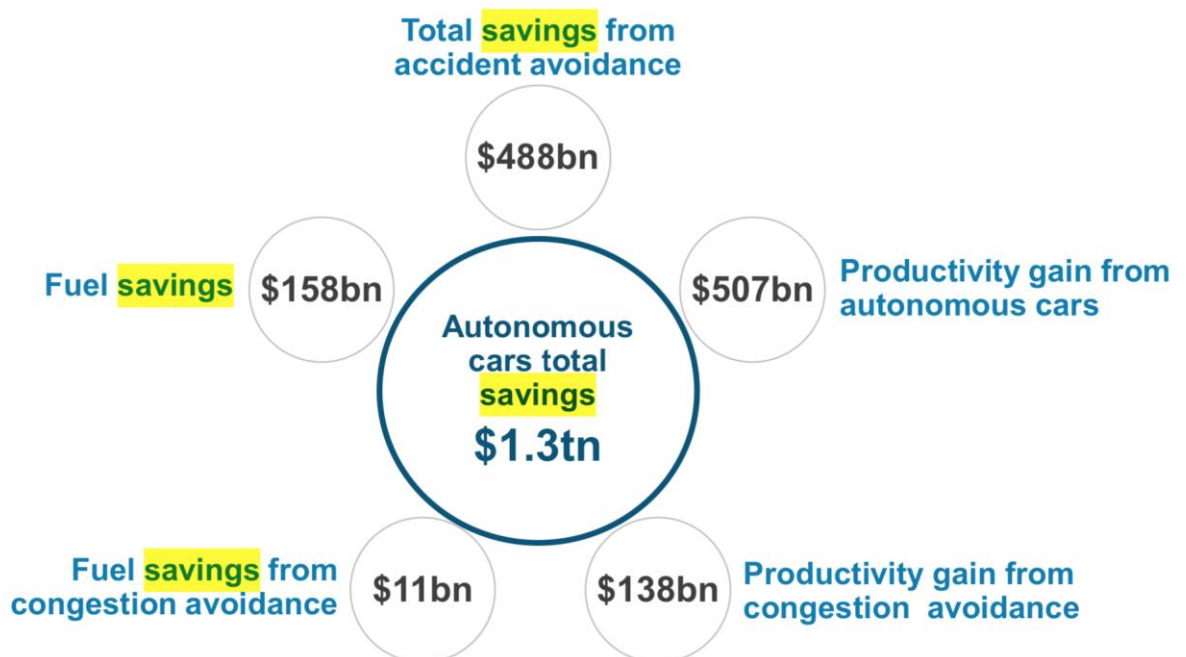 Total savings from
accident avoidance
$488bn
Fuel savings
$158bn
$507bn
Productivity gain from
autonomous cars
Autonomous
cars total
savings
$1.3tn
Fuel savings from
congestion avoidance
$11bn
$138bn
Productivity gain from
congestion avoidance